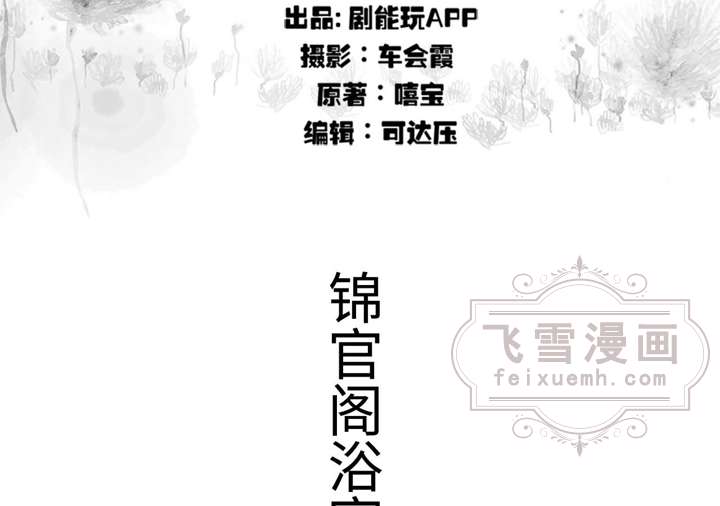 出品: 剧能玩APP
摄影：车会霞
原著：嘻宝
编辑：可达压
锦官阁浴
飞雪漫画
feixuemh.com